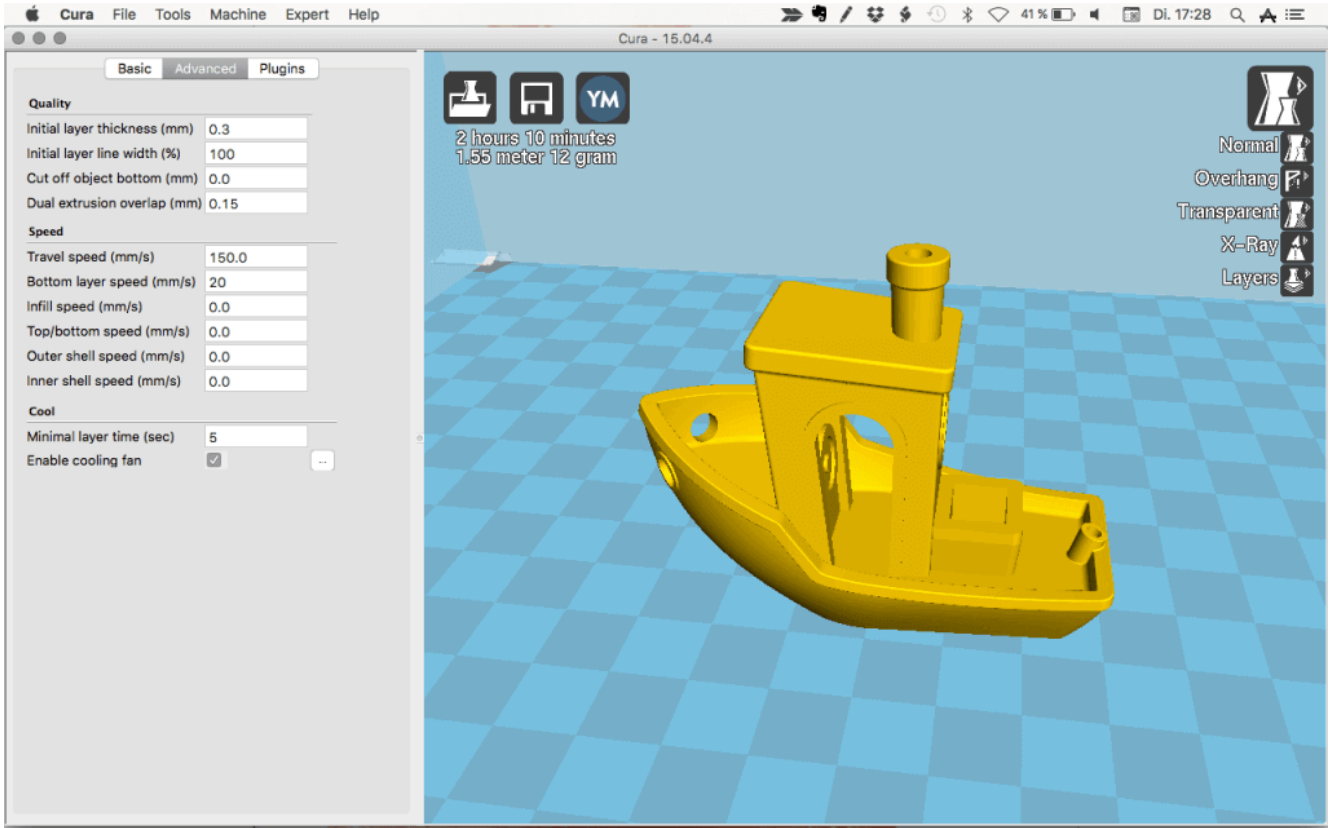 Cura File Tools Machine Expert Help 41 % Di. 17:28
Cura - 15.04.4
Basic Advanced Plugins
Quality
Initial layer thickness (mm) 0.3
Initial layer line width (%) 100
Cut off object bottom (mm) 0.0
Dual extrusion overlap (mm) 0.15
Speed
Travel speed (mm/s) 150.0
Bottom layer speed (mm/s) 20
Infill speed (mm/s) 0.0
Top/bottom speed (mm/s) 0.0
Outer shell speed (mm/s) 0.0
Inner shell speed (mm/s) 0.0
Cool
Minimal layer time (sec) 5
Enable cooling fan ...
YM
2 hours 10 minutes
1.55 meter 12 gram
Normal
Overhang
Transparent
X-Ray
Layers